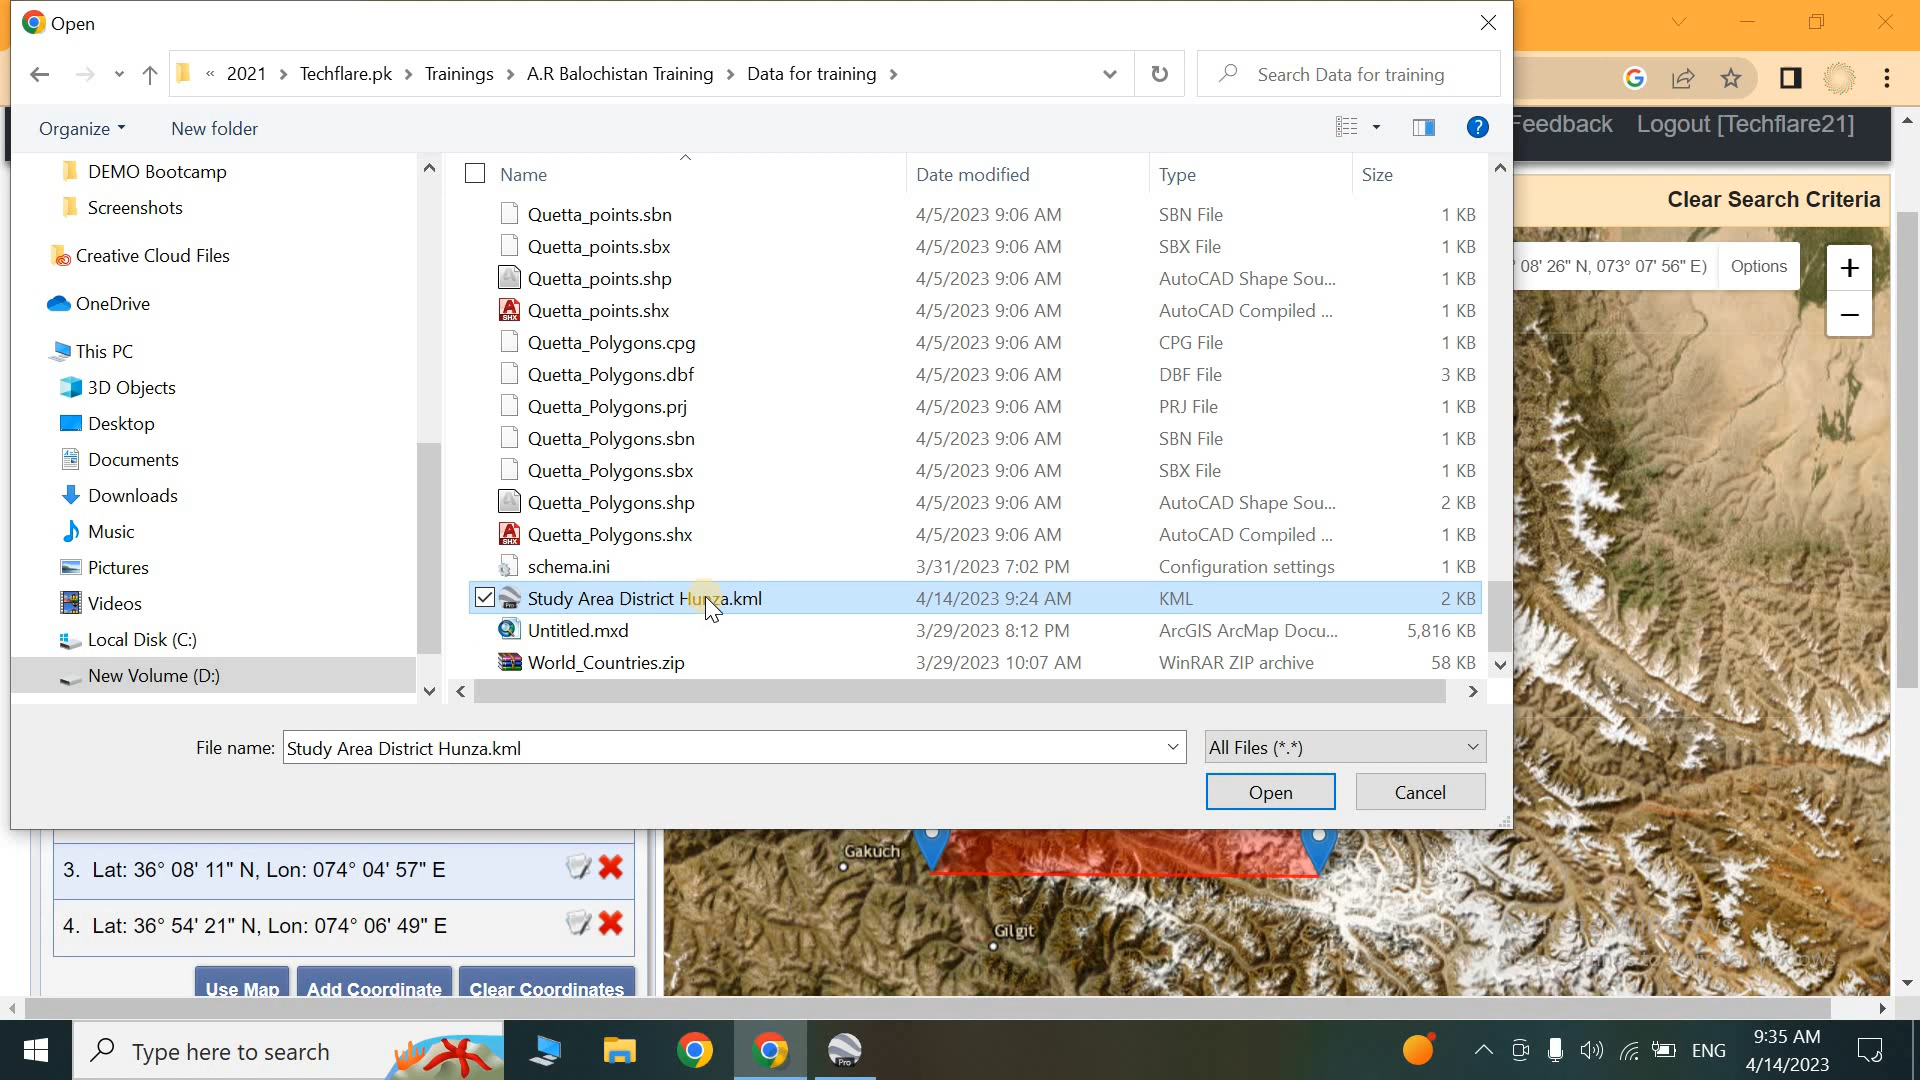 Open
« 2021 › Techflare.pk › Trainings › A.R Balochistan Training › Data for training ›
Search Data for training
Organize
New folder
Feedback Logout [Techflare21]
DEMO Bootcamp
Screenshots
Creative Cloud Files
OneDrive
This PC
3D Objects
Desktop
Documents
Downloads
Music
Pictures
Videos
Local Disk (C:)
New Volume (D:)
Name Date modified Type Size
Quetta_points.sbn 4/5/2023 9:06 AM SBN File 1 KB
Quetta_points.sbx 4/5/2023 9:06 AM SBX File 1 KB
Quetta_points.shp 4/5/2023 9:06 AM AutoCAD Shape Sou... 1 KB
Quetta_points.shx 4/5/2023 9:06 AM AutoCAD Compiled ... 1 KB
Quetta_Polygons.cpg 4/5/2023 9:06 AM CPG File 1 KB
Quetta_Polygons.dbf 4/5/2023 9:06 AM DBF File 3 KB
Quetta_Polygons.prj 4/5/2023 9:06 AM PRJ File 1 KB
Quetta_Polygons.sbn 4/5/2023 9:06 AM SBN File 1 KB
Quetta_Polygons.sbx 4/5/2023 9:06 AM SBX File 1 KB
Quetta_Polygons.shp 4/5/2023 9:06 AM AutoCAD Shape Sou... 2 KB
Quetta_Polygons.shx 4/5/2023 9:06 AM AutoCAD Compiled ... 1 KB
schema.ini 3/31/2023 7:02 PM Configuration settings 1 KB
Study Area District Hunza.kml 4/14/2023 9:24 AM KML 2 KB
Untitled.mxd 3/29/2023 8:12 PM ArcGIS ArcMap Docu... 5,816 KB
World_Countries.zip 3/29/2023 10:07 AM WinRAR ZIP archive 58 KB
File name: Study Area District Hunza.kml
All Files (*.*)
Open
Cancel
Clear Search Criteria
° 08' 26" N, 073° 07' 56" E)
Options
+
−
3. Lat: 36° 08' 11" N, Lon: 074° 04' 57" E
4. Lat: 36° 54' 21" N, Lon: 074° 06' 49" E
Use Map
Add Coordinate
Clear Coordinates
Gakuch
Gilgit
Type here to search
ENG
9:35 AM
4/14/2023